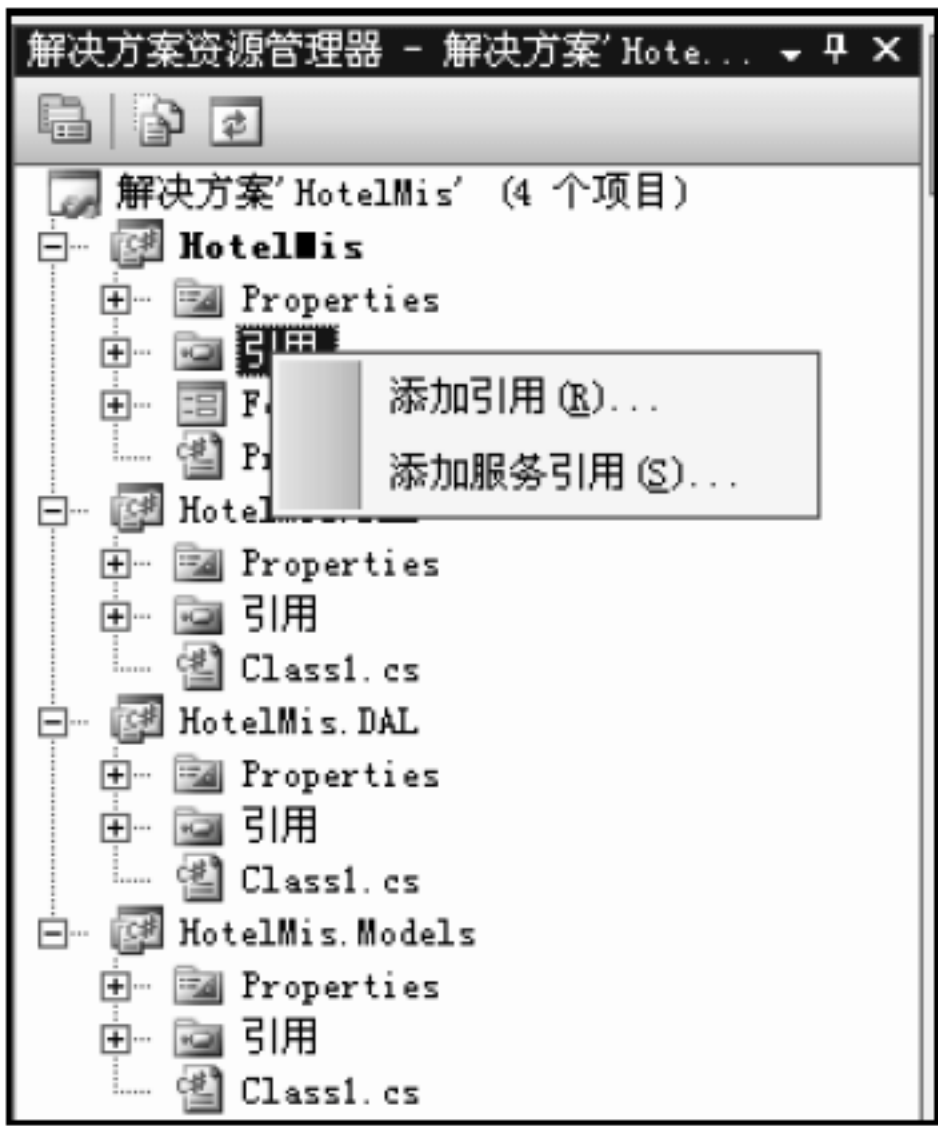 解决方案资源管理器 - 解决方案'Hote...
解决方案'HotelMis' (4 个项目)
HotelMis
Properties
引用
添加引用(R)...
添加服务引用(S)...
Properties
引用
Class1.cs
HotelMis.DAL
Properties
引用
Class1.cs
HotelMis.Models
Properties
引用
Class1.cs